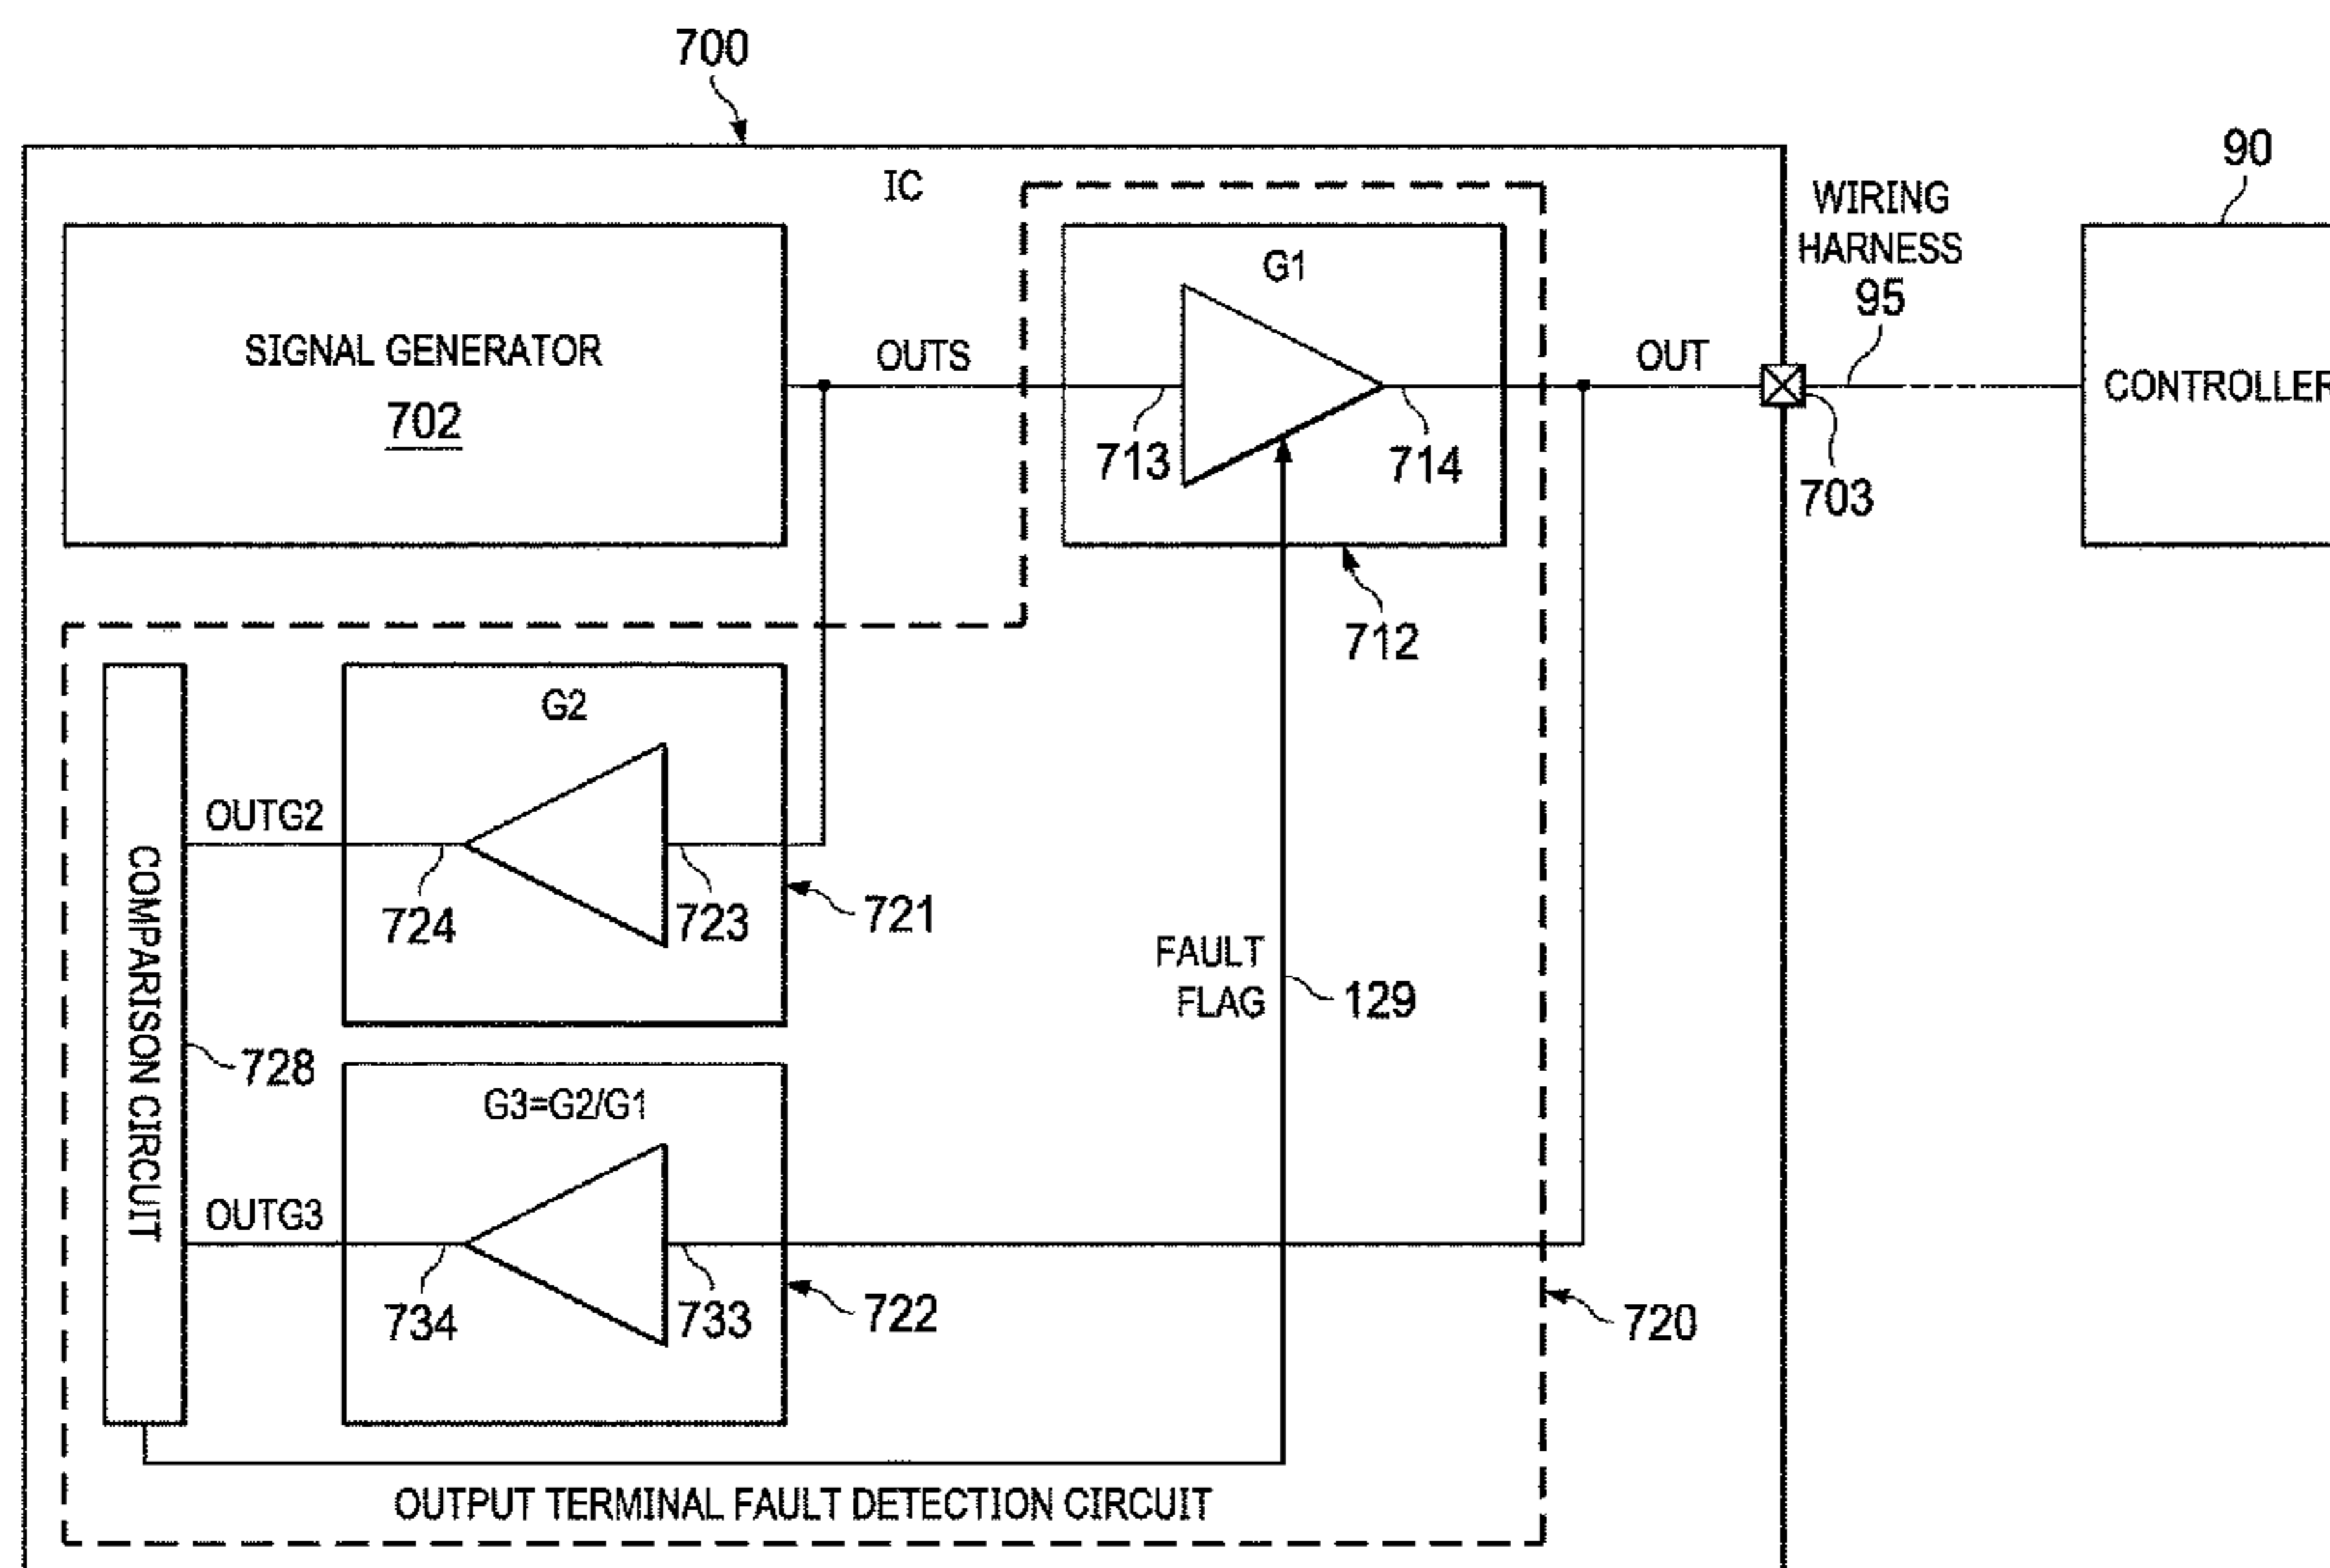 700
IC
90
WIRING
HARNESS
95
SIGNAL GENERATOR
702
OUTS
G1
713
714
OUT
703
CONTROLLER
712
G2
OUTG2
724
723
721
COMPARISON CIRCUIT
728
FAULT
FLAG
129
G3=G2/G1
OUTG3
734
733
722
720
OUTPUT TERMINAL FAULT DETECTION CIRCUIT